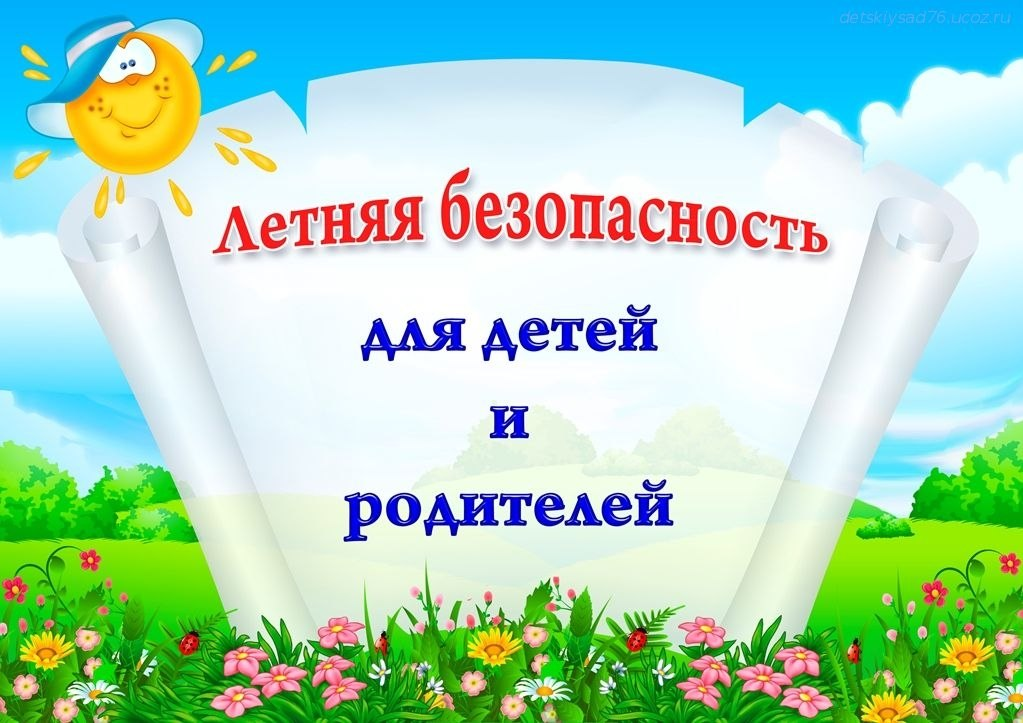 detskiysad76.ucoz.ru
Летняя безопасность
для детей
и
родителей